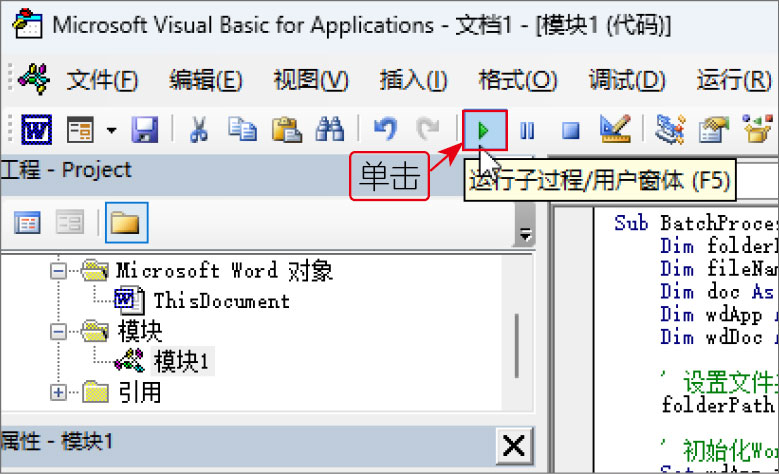 Microsoft Visual Basic for Applications - 文档1 - [模块1 (代码)]
文件(F) 编辑(E) 视图(V) 插入(I) 格式(O) 调试(D) 运行(R)
工程 - Project
单击
运行子过程/用户窗体 (F5)
Microsoft Word 对象
ThisDocument
模块
模块1
引用
属性 - 模块1
Sub BatchProces
Dim folder
Dim fileNam
Dim doc As
Dim wdApp
Dim wdDoc
' 设置文件
folderPath
' 初始化Wo
Set wdApp